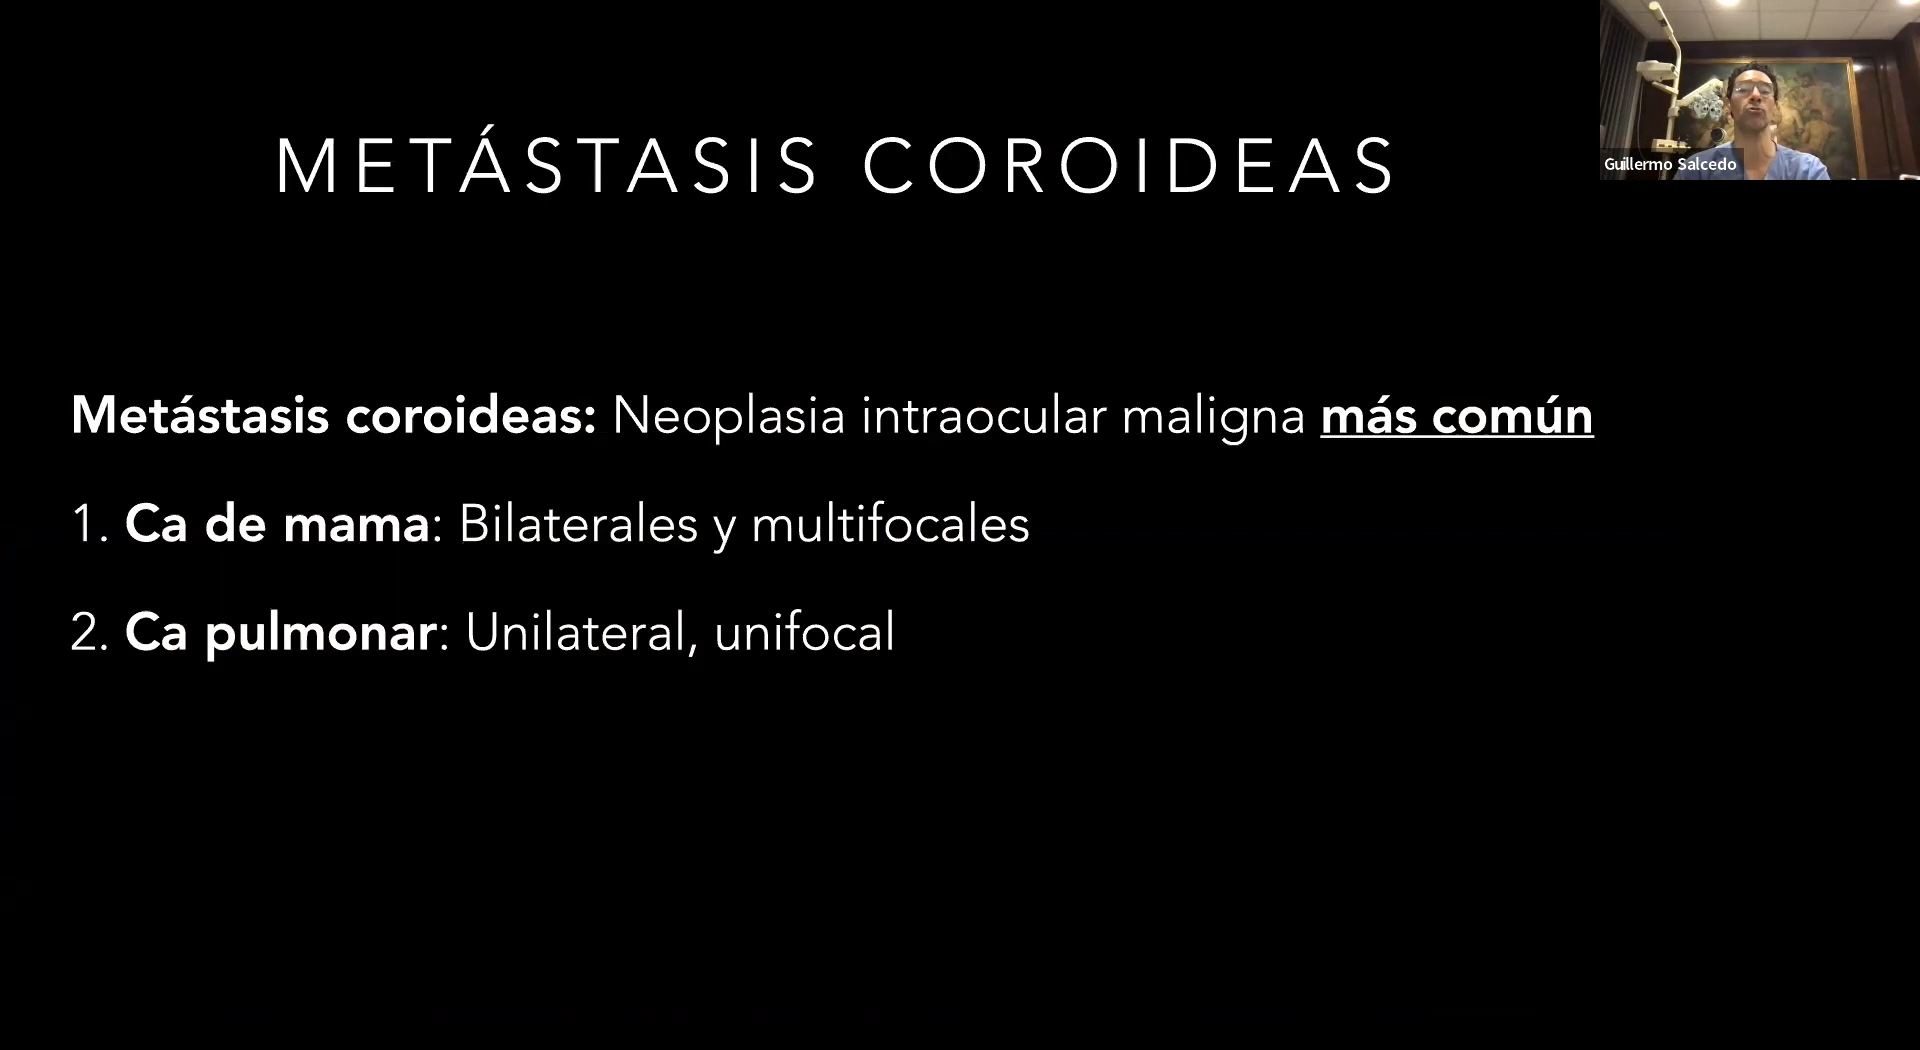 METÁSTASIS COROIDEAS
Guillermo Salcedo
Metástasis coroideas: Neoplasia intraocular maligna más común
1. Ca de mama: Bilaterales y multifocales
2. Ca pulmonar: Unilateral, unifocal